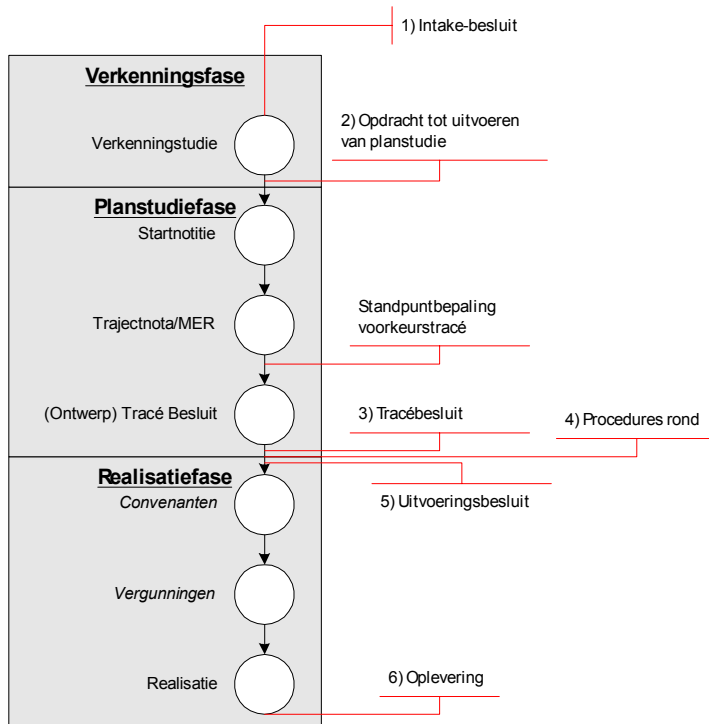 1) Intake-besluit
Verkenningsfase
2) Opdracht tot uitvoeren
van planstudie
Verkenningstudie
Planstudiefase
Startnotitie
Standpuntbepaling
voorkeurstracé
Trajectnota/MER
(Ontwerp) Tracé Besluit
3) Tracébesluit
4) Procedures rond
Realisatiefase
5) Uitvoeringsbesluit
Convenanten
Vergunningen
6) Oplevering
Realisatie